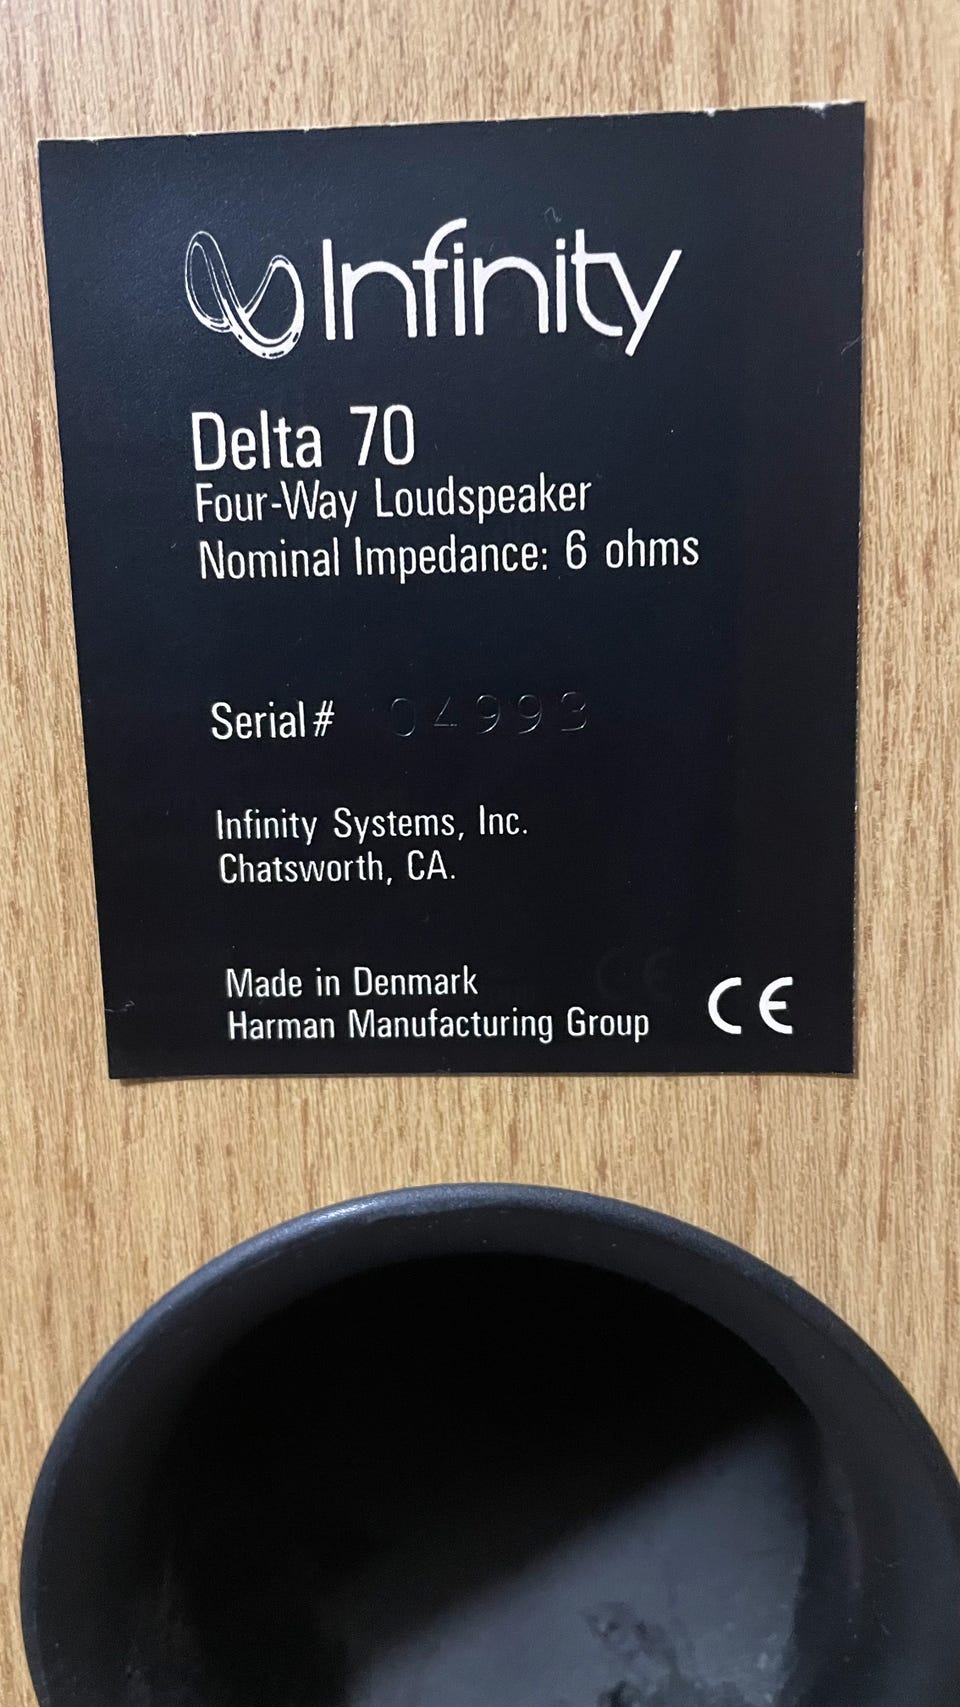 Infinity
Delta 70
Four-Way Loudspeaker
Nominal Impedance: 6 ohms
Serial # 04993
Infinity Systems, Inc.
Chatsworth, CA.
Made in Denmark
Harman Manufacturing Group CE